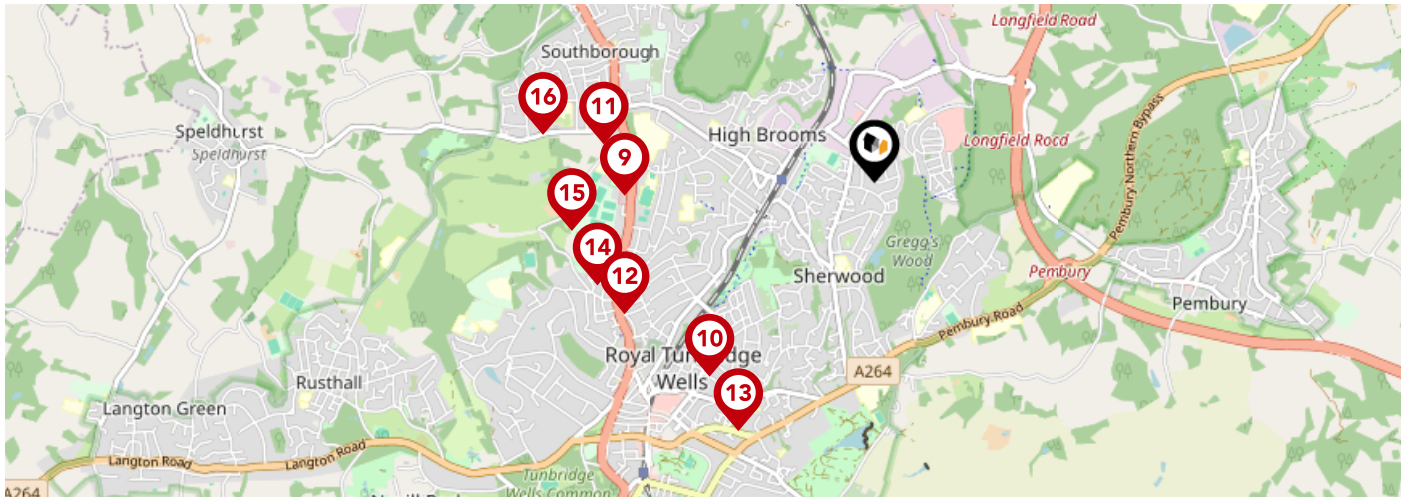 Longfield Road
Southborough
16
11
Speldhurst
Speldhurst
High Brooms
Longfield Rocd
9
Pembury Northern Bypass
15
14
12
Gregg's
Wood
Sherwood
Pembury
Pembury
Pembury Road
10
Royal Tunbridge
Wells
A264
13
Rusthall
Langton Green
Langton Road
Langton Road
Tunbridge
Wells Common
A264